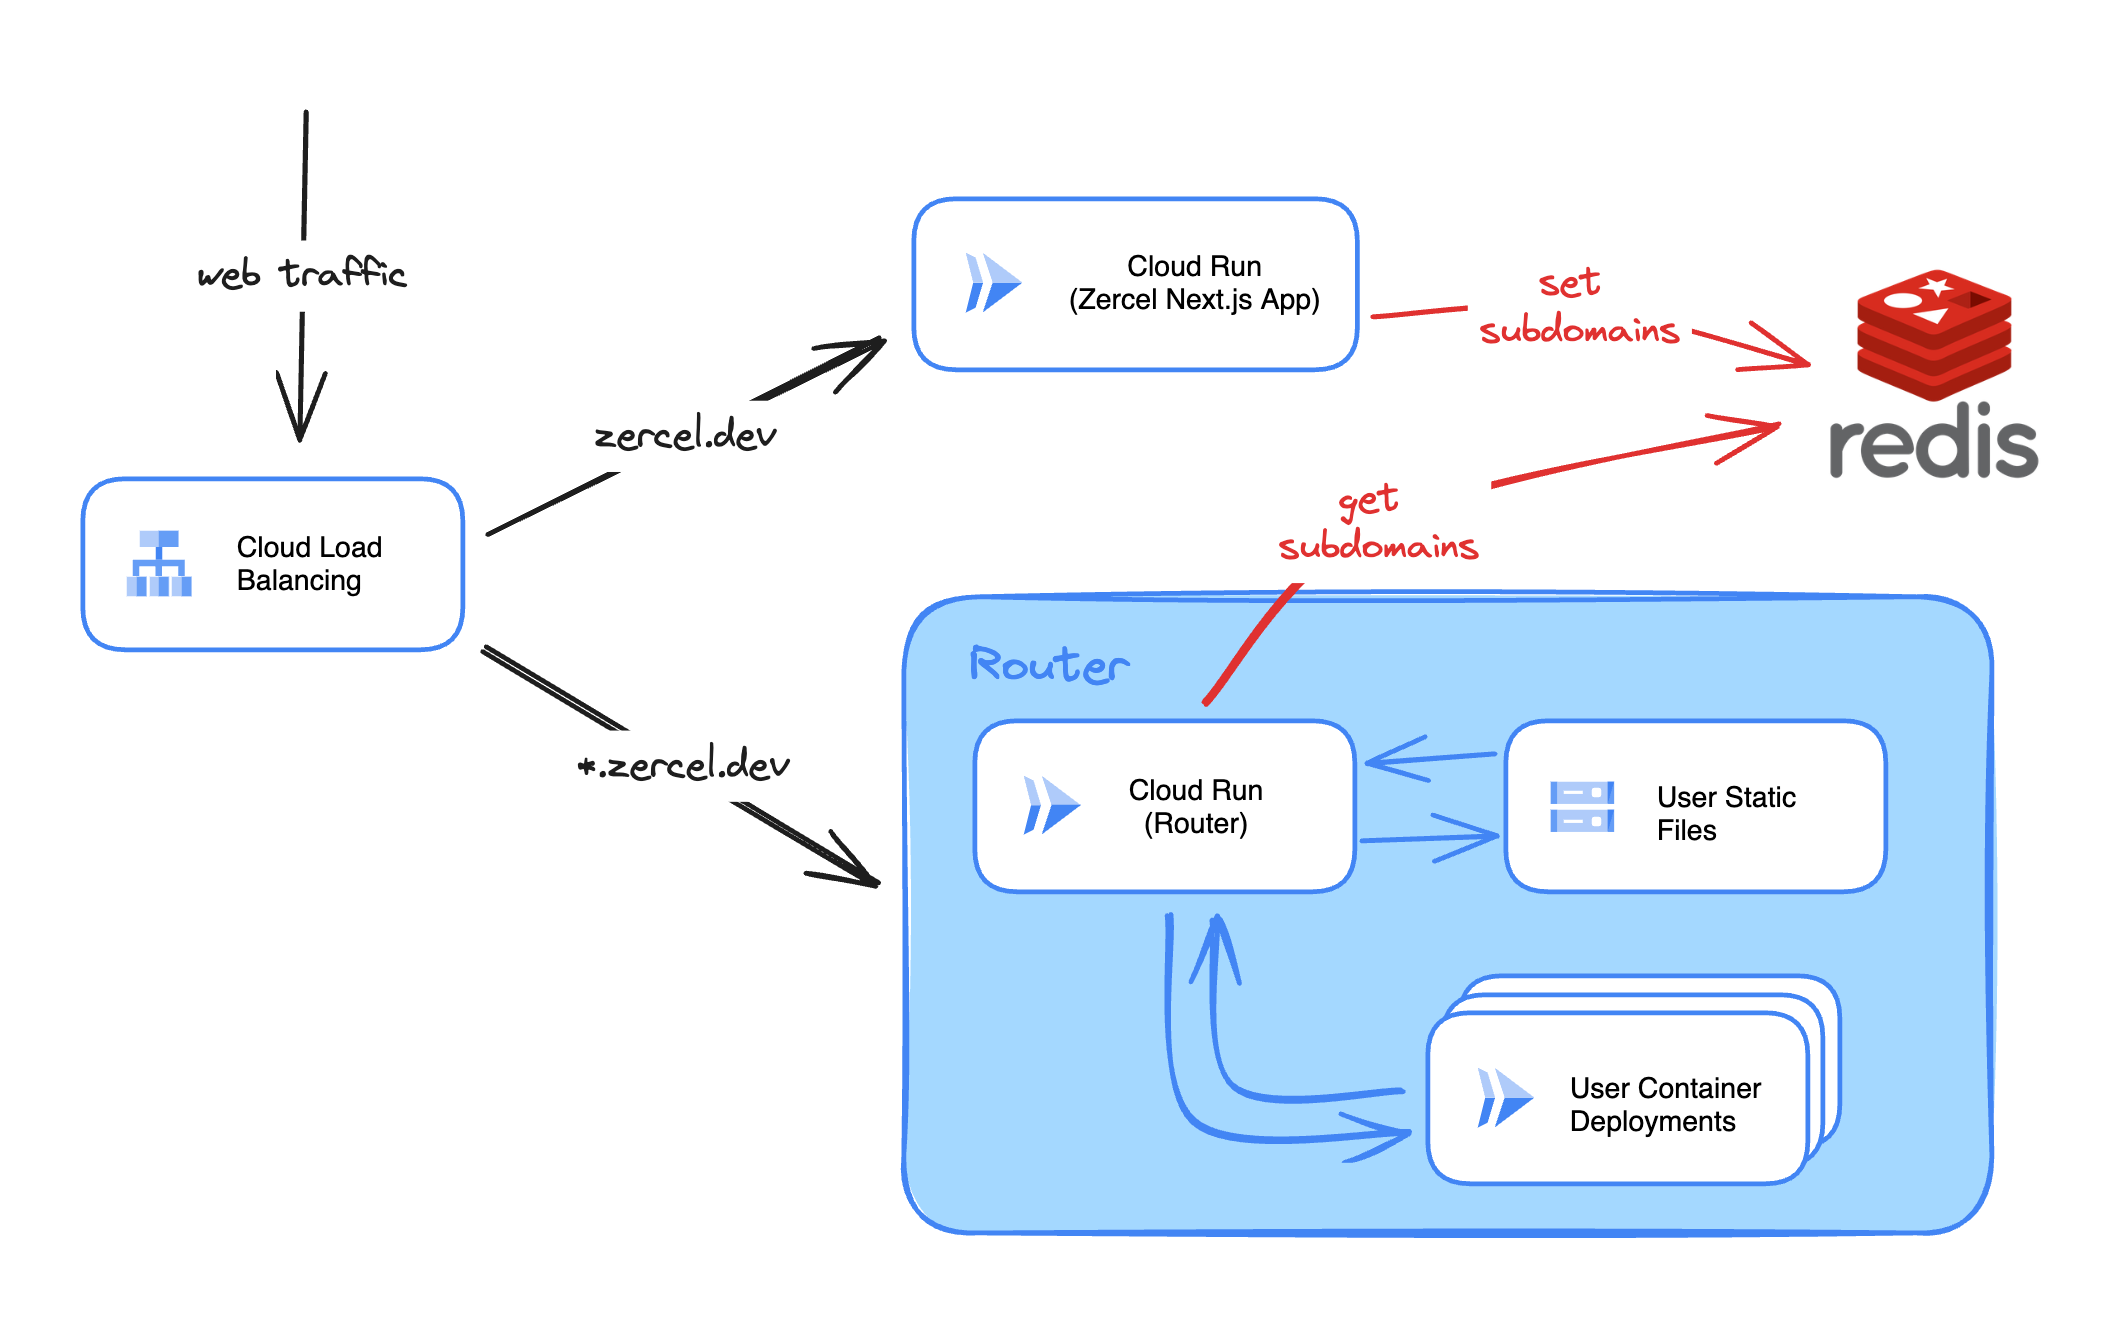 web traffic
Cloud Load
Balancing
zercel.dev
*.zercel.dev
Cloud Run
(Zercel Next.js App)
set
subdomains
redis
get
subdomains
Router
Cloud Run
(Router)
User Static
Files
User Container
Deployments